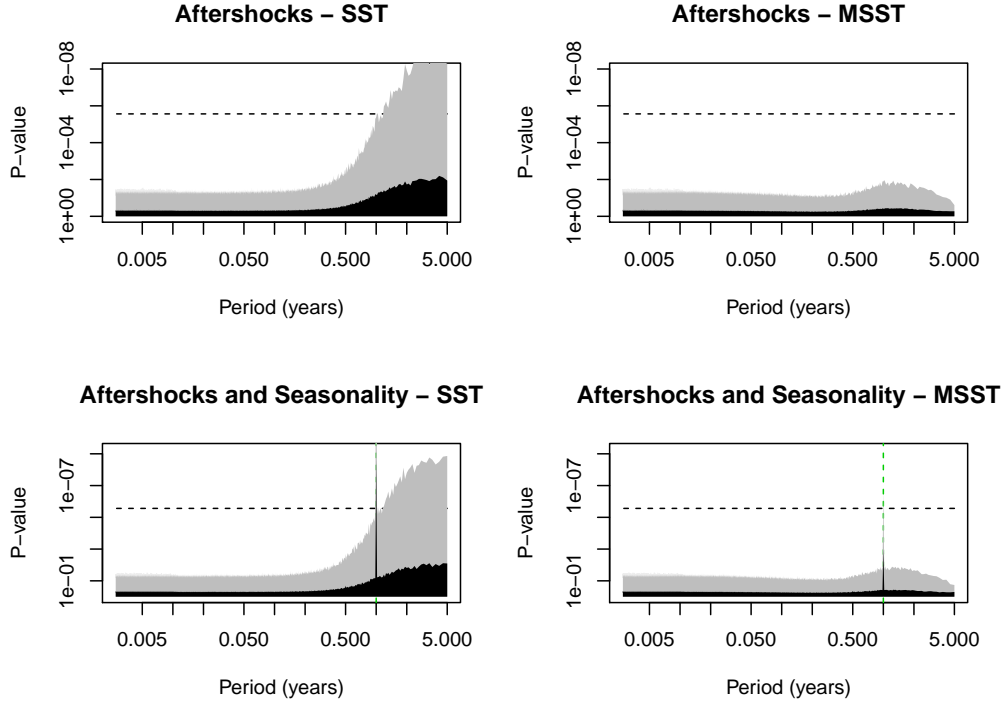 Aftershocks − SST
P−value
1e+00 1e−04 1e−08
0.005 0.050 0.500 5.000
Period (years)
Aftershocks − MSST
P−value
1e+00 1e−04 1e−08
0.005 0.050 0.500 5.000
Period (years)
Aftershocks and Seasonality − SST
P−value
1e−01 1e−07
0.005 0.050 0.500 5.000
Period (years)
Aftershocks and Seasonality − MSST
P−value
1e−01 1e−07
0.005 0.050 0.500 5.000
Period (years)